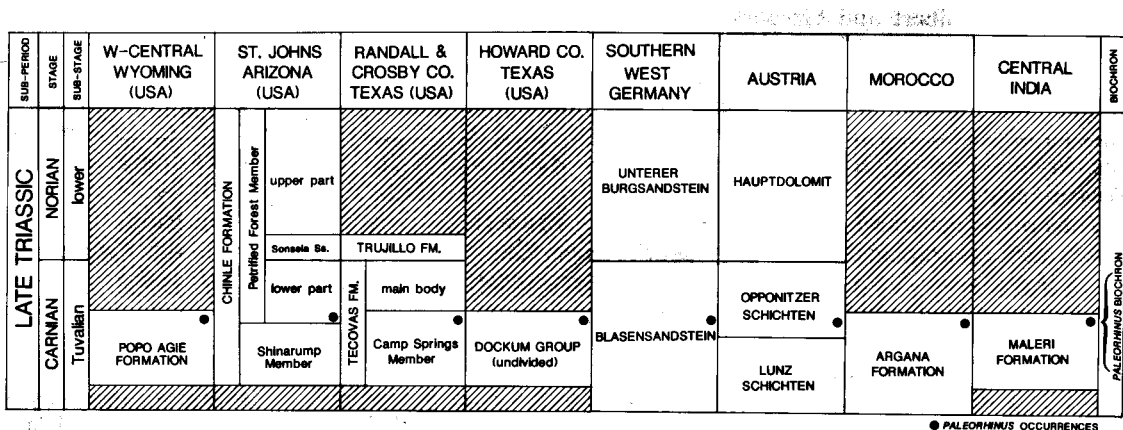 SUB-PERIOD
STAGE
SUB-STAGE
W-CENTRAL
WYOMING
(USA)
ST. JOHNS
ARIZONA
(USA)
RANDALL &
CROSBY CO.
TEXAS (USA)
HOWARD CO.
TEXAS
(USA)
SOUTHERN
WEST
GERMANY
AUSTRIA
MOROCCO
CENTRAL
INDIA
BIOCHRON
LATE TRIASSIC
NORIAN
lower
CARNIAN
Tuvalian
POPO AGIE
FORMATION
CHINLE FORMATION
Petrified Forest Member
upper part
Sonsela Ss.
lower part
Shinarump
Member
TRUJILLO FM.
TECOVAS FM.
main body
Camp Springs
Member
DOCKUM GROUP
(undivided)
UNTERER
BURGSANDSTEIN
BLASENSANDSTEIN
HAUPTDOLOMIT
OPPONITZER
SCHICHTEN
LUNZ
SCHICHTEN
ARGANA
FORMATION
MALERI
FORMATION
PALEORHINUS BIOCHRON
PALEORHINUS OCCURRENCES